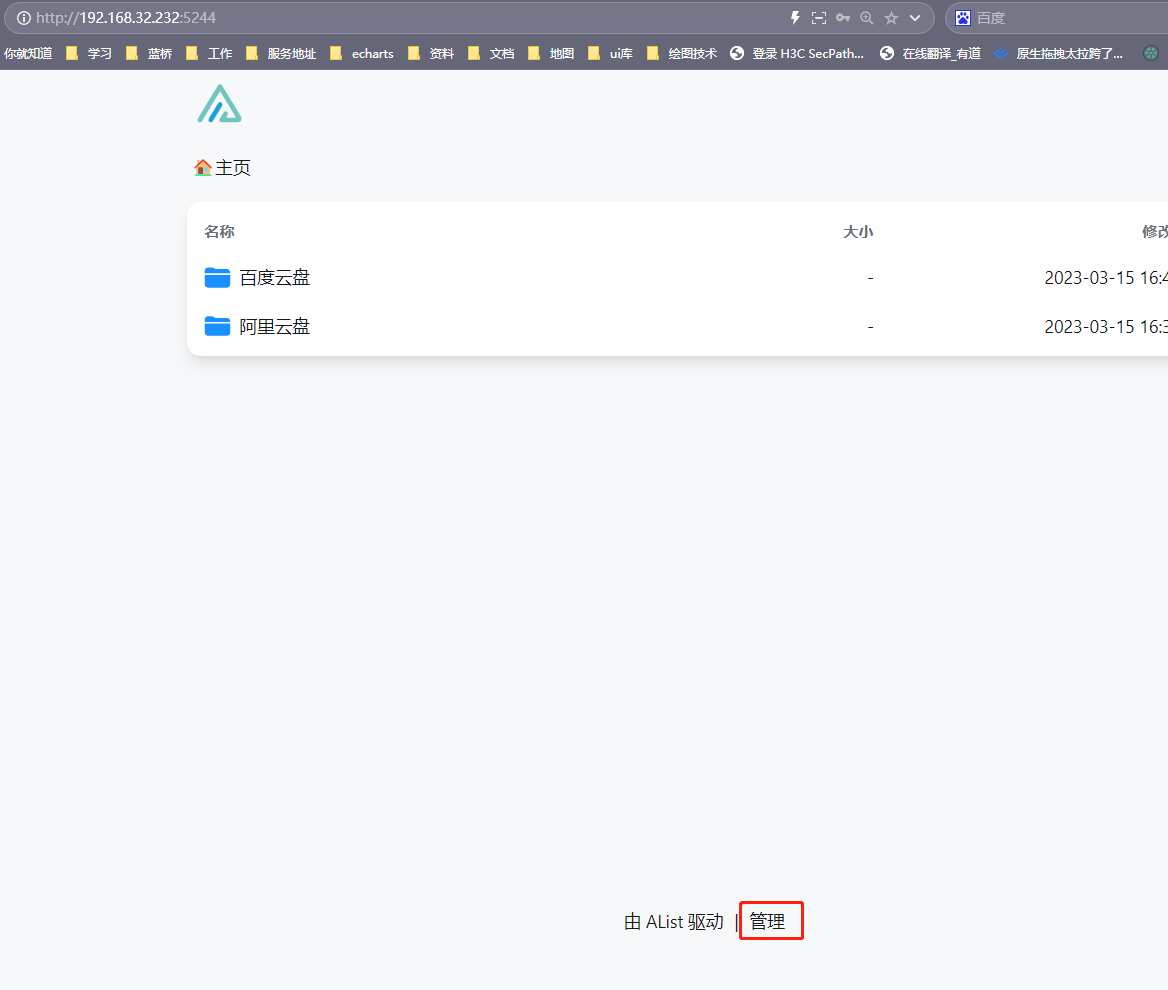 http://192.168.32.232:5244 百度
你就知道 学习 蓝桥 工作 服务地址 echarts 资料 文档 地图 ui库 绘图技术 登录 H3C SecPath... 在线翻译_有道 原生拖拽太拉跨了...
主页
名称 大小 修改
百度云盘 - 2023-03-15 16:4
阿里云盘 - 2023-03-15 16:3
由 AList 驱动 | 管理